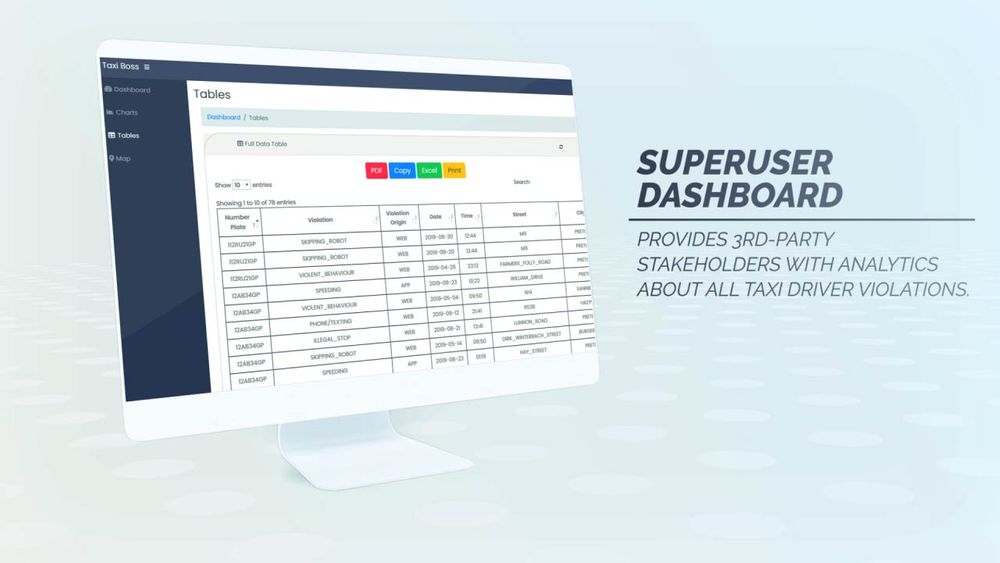 Taxi Boss
Dashboard
Charts
Tables
Map
Tables
Dashboard / Tables
Full Data Table
PDF Copy Excel Print
Show 10 entries
Search
Showing 1 to 10 of 78 entries
Number Plate Violation Violation Origin Date Time Street
112RU21GP SKIPPING_ROBOT WEB 2019-08-20 12:44 M9
112RU21GP SKIPPING_ROBOT WEB 2019-08-20 12:44 M9
112RU21GP VIOLENT_BEHAVIOUR WEB 2019-04-26 FARMERS_FOLLY_ROAD
12AB34GP SPEEDING APP 2019-08-23 01:22 WILLIAM_DRIVE
12AB34GP VIOLENT_BEHAVIOUR WEB 2019-05-04 09:50 N14
12AB34GP PHONE/TEXTING WEB 2019-09-12 21:41 R638
12AB34GP ILLEGAL_STOP WEB 2019-08-21 13:41 LUNNON_ROAD
12AB34GP SKIPPING_ROBOT WEB 2019-05-14 08:50 DIRK_WINTERBACH_STREET
12AB34GP SPEEDING APP 2019-08-23 HAY_STREET
SUPERUSER
DASHBOARD
PROVIDES 3RD-PARTY
STAKEHOLDERS WITH ANALYTICS
ABOUT ALL TAXI DRIVER VIOLATIONS.